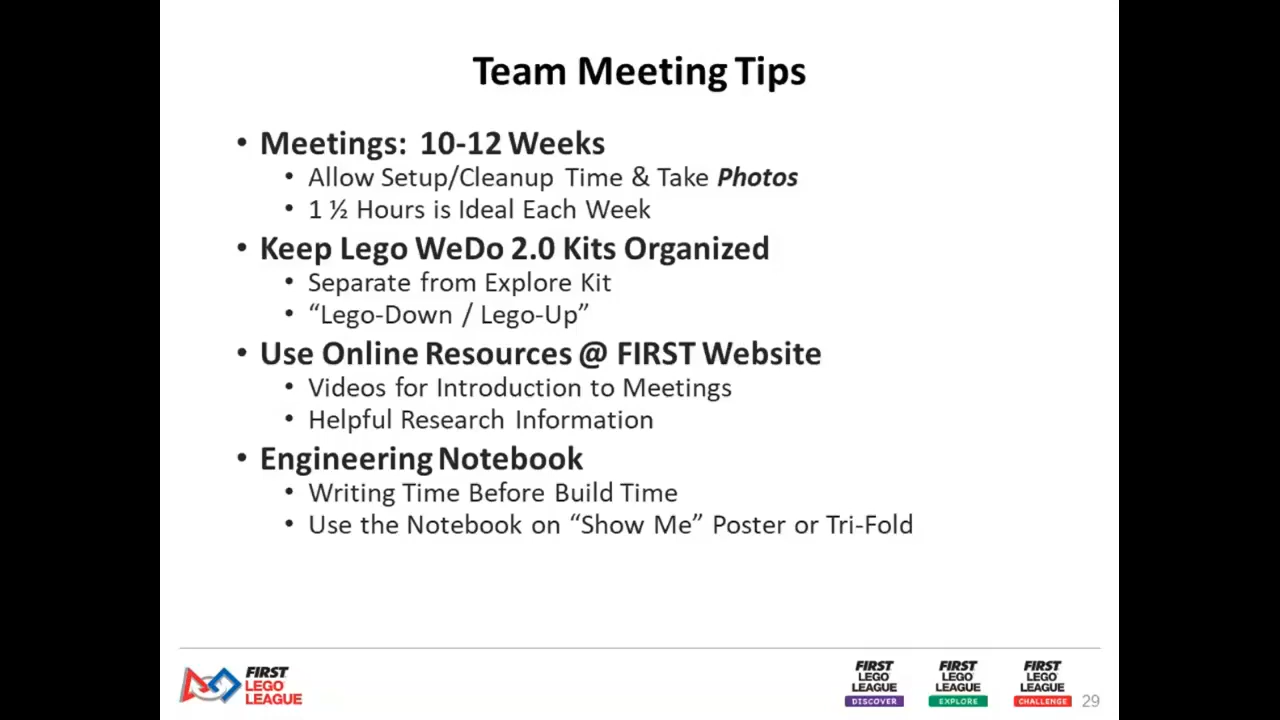 Team Meeting Tips
• Meetings: 10-12 Weeks
• Allow Setup/Cleanup Time & Take Photos
• 1 ½ Hours is Ideal Each Week
• Keep Lego WeDo 2.0 Kits Organized
• Separate from Explore Kit
• “Lego-Down / Lego-Up”
• Use Online Resources @ FIRST Website
• Videos for Introduction to Meetings
• Helpful Research Information
• Engineering Notebook
• Writing Time Before Build Time
• Use the Notebook on “Show Me” Poster or Tri-Fold
FIRST
LEGO
LEAGUE
FIRST
LEGO
LEAGUE
DISCOVER
FIRST
LEGO
LEAGUE
EXPLORE
FIRST
LEGO
LEAGUE
CHALLENGE
29